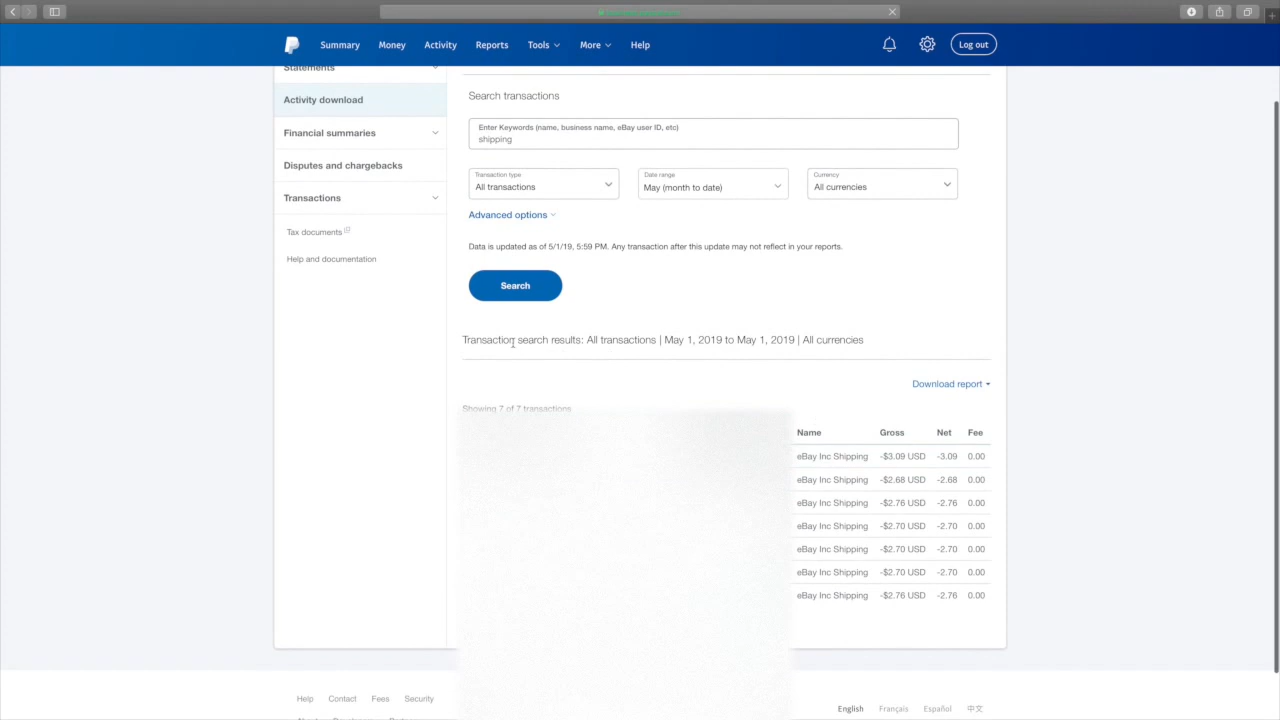 Summary Money Activity Reports Tools More Help Log out
Statements
Activity download
Financial summaries
Disputes and chargebacks
Transactions
Tax documents
Help and documentation
Search transactions
Enter Keywords (name, business name, eBay user ID, etc)
shipping
Transaction type
All transactions
Date range
May (month to date)
Currency
All currencies
Advanced options
Data is updated as of 5/1/19, 5:59 PM. Any transaction after this update may not reflect in your reports.
Search
Transaction search results: All transactions | May 1, 2019 to May 1, 2019 | All currencies
Download report
Showing 7 of 7 transactions
Name Gross Net Fee
eBay Inc Shipping -$3.09 USD -3.09 0.00
eBay Inc Shipping -$2.68 USD -2.68 0.00
eBay Inc Shipping -$2.76 USD -2.76 0.00
eBay Inc Shipping -$2.70 USD -2.70 0.00
eBay Inc Shipping -$2.70 USD -2.70 0.00
eBay Inc Shipping -$2.70 USD -2.70 0.00
eBay Inc Shipping -$2.76 USD -2.76 0.00
Help Contact Fees Security
English Français Español 中文